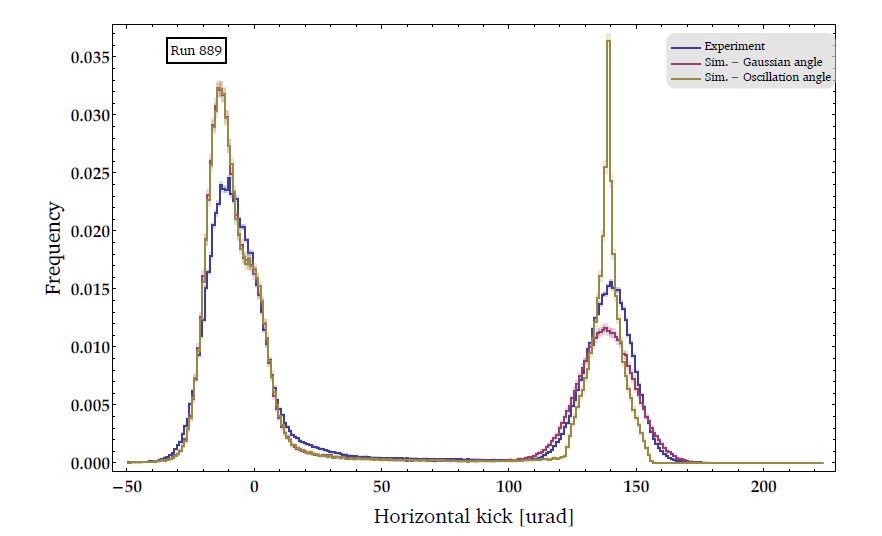 Run 889
Experiment
Sim. – Gaussian angle
Sim. – Oscillation angle
Frequency
0.035
0.030
0.025
0.020
0.015
0.010
0.005
0.000
−50 0 50 100 150 200
Horizontal kick [urad]